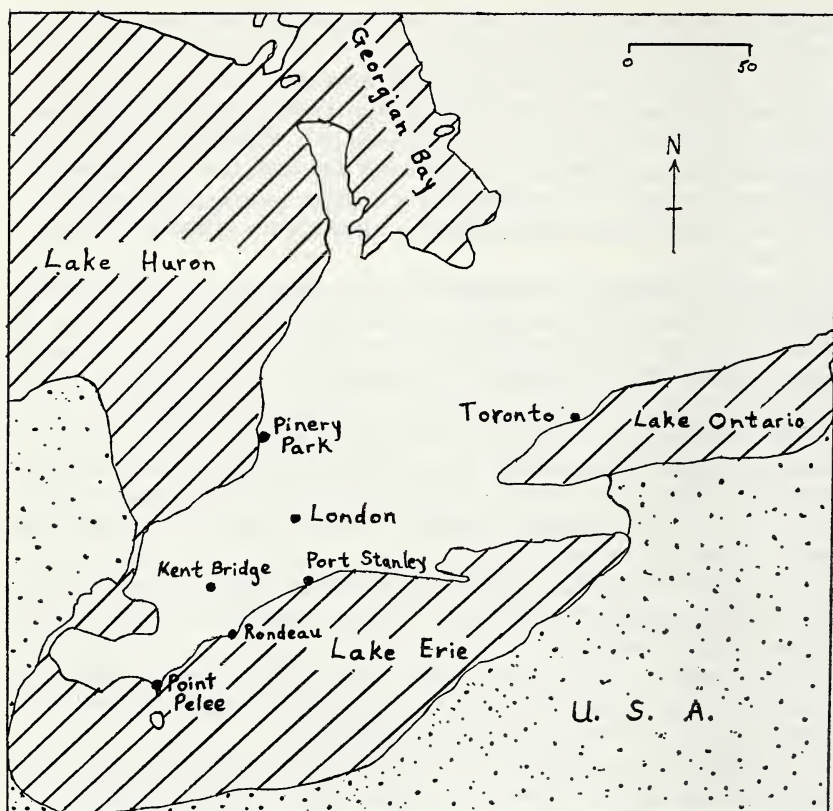 Georgian Bay
0 50
N
Lake Huron
Toronto
Lake Ontario
Pinery
Park
London
Kent Bridge
Port Stanley
Rondeau
Lake Erie
Point
Pelee
U. S. A.